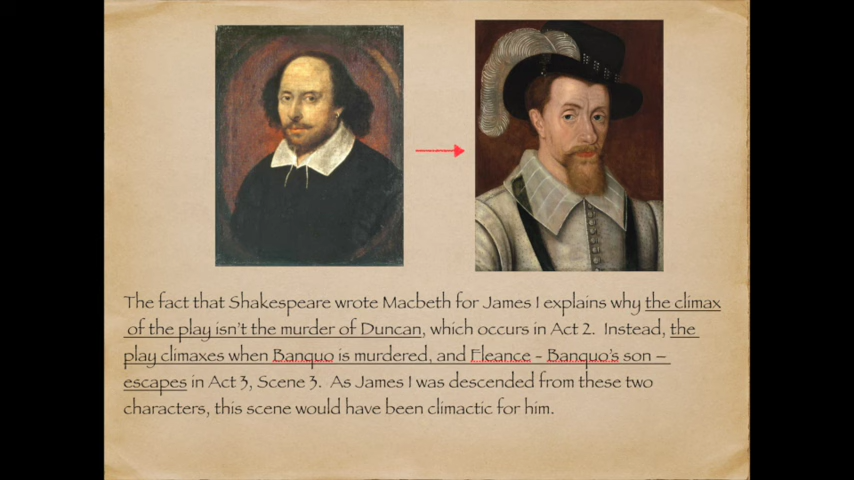 The fact that Shakespeare wrote Macbeth for James I explains why the climax
of the play isn't the murder of Duncan, which occurs in Act 2. Instead, the
play climaxes when Banquo is murdered, and Fleance - Banquo's son –
escapes in Act 3, Scene 3. As James I was descended from these two
characters, this scene would have been climactic for him.